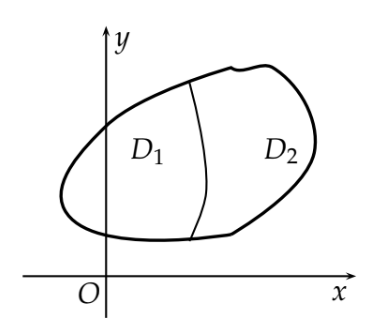 y
D₁ D₂
O x